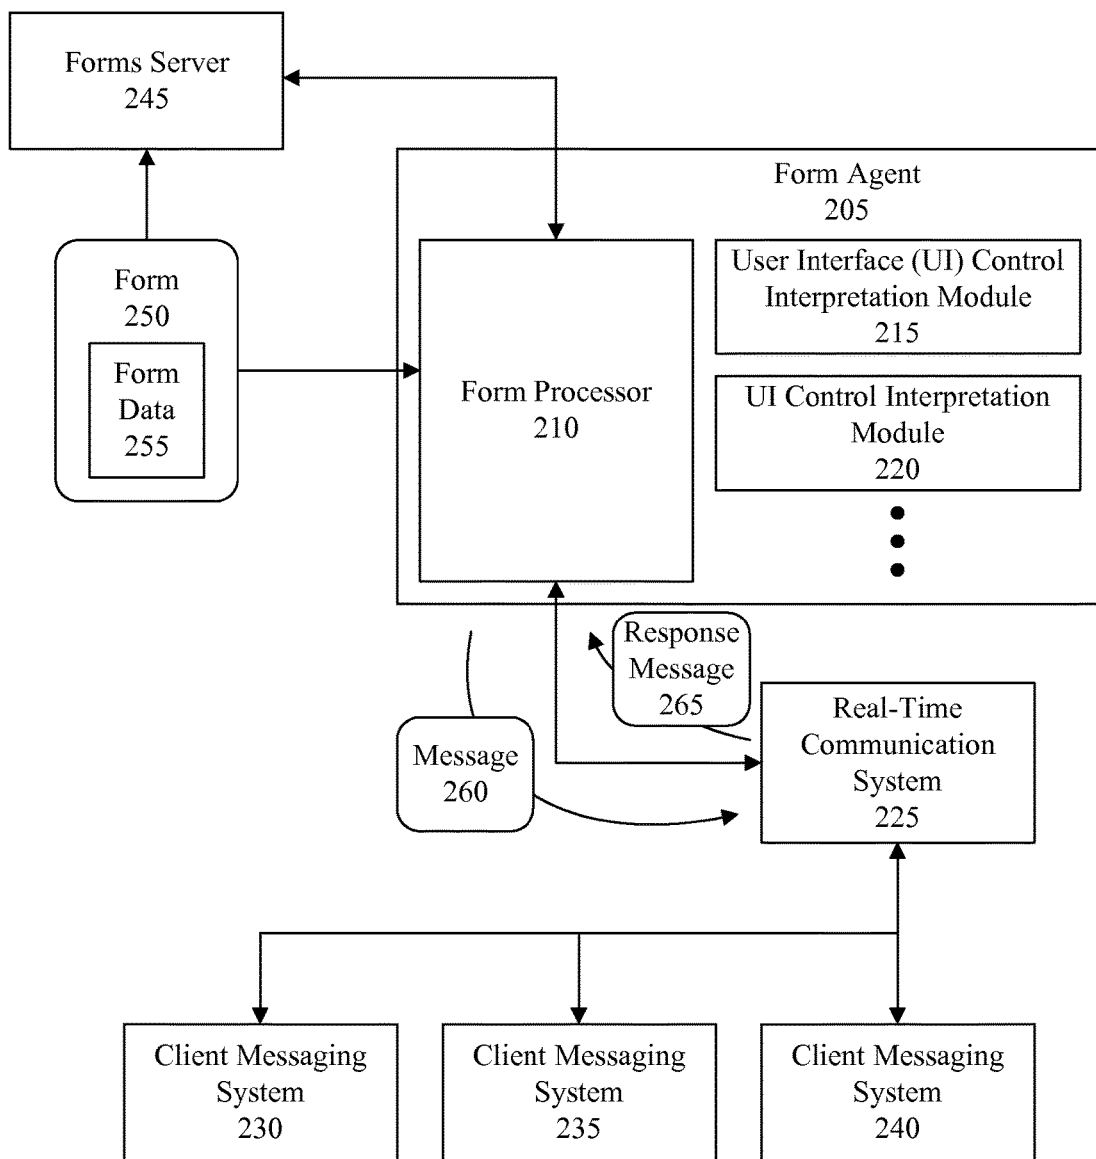 Forms Server
245
Form Agent
205
Form
250
Form
Data
255
Form Processor
210
User Interface (UI) Control
Interpretation Module
215
UI Control Interpretation
Module
220
Response
Message
265
Message
260
Real-Time
Communication
System
225
Client Messaging
System
230
Client Messaging
System
235
Client Messaging
System
240